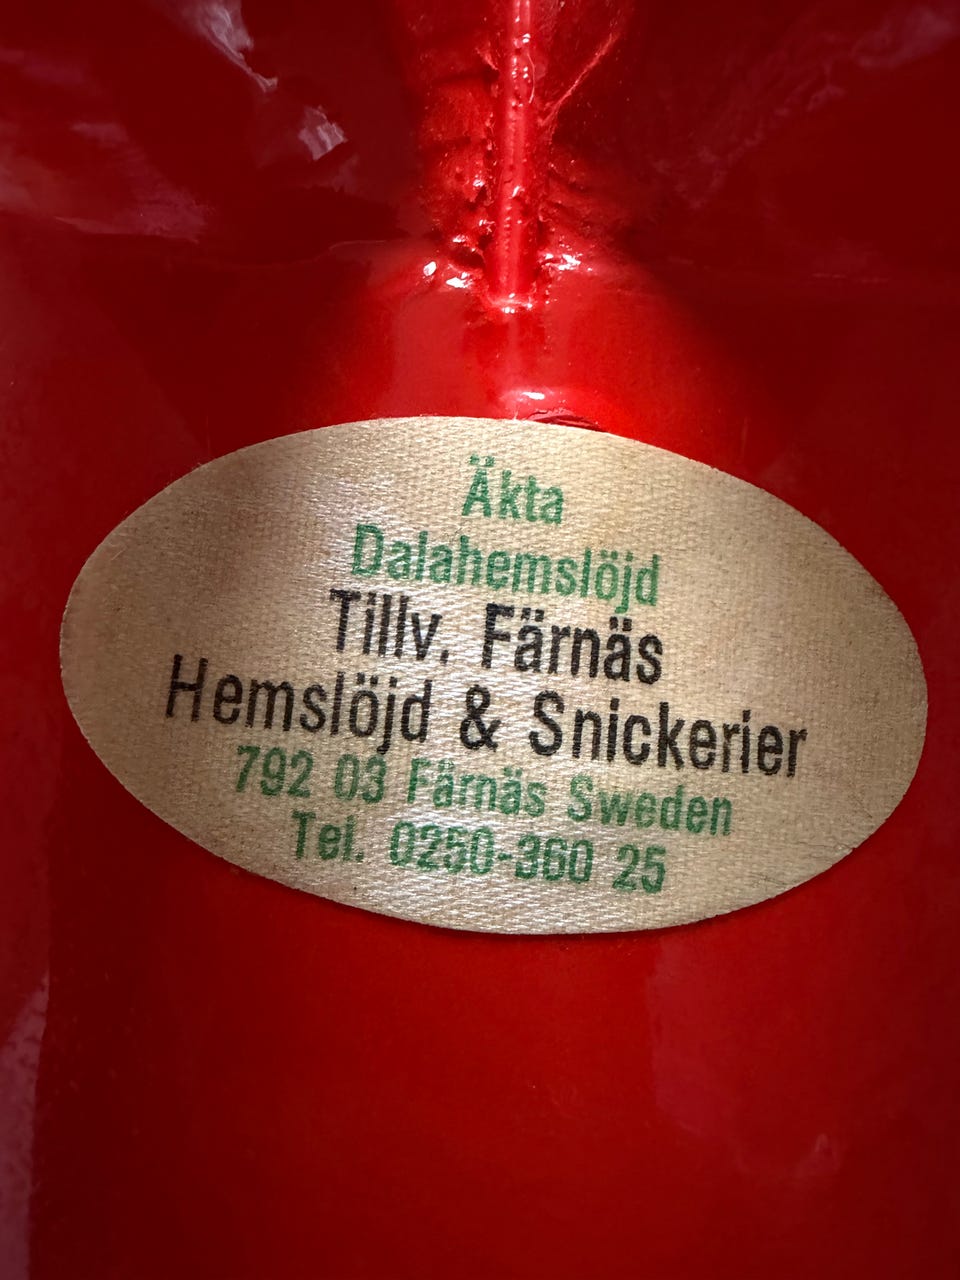 Äkta
Dalahemslöjd
Tillv. Färnäs
Hemslöjd & Snickerier
792 03 Färnäs Sweden
Tel. 0250-360 25